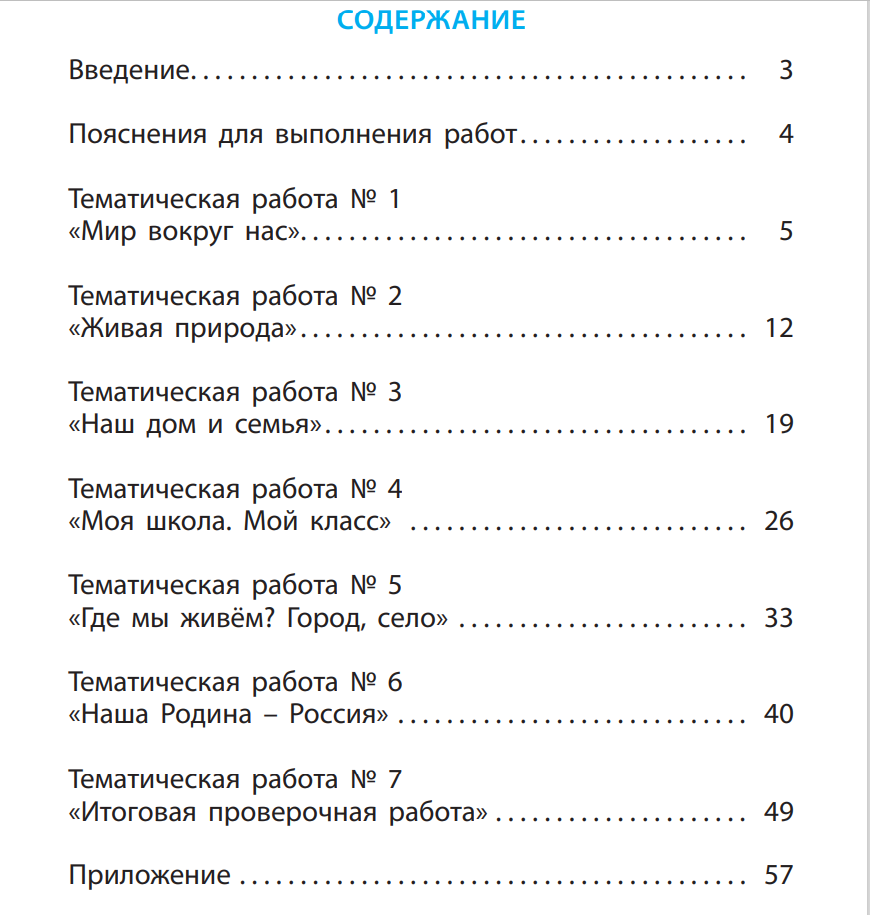 СОДЕРЖАНИЕ
Введение. . . . . . . . . . . . . . . . . . . . . . . . . . . . . . . . . . . . . . . . . . . . . 3
Пояснения для выполнения работ. . . . . . . . . . . . . . . . . . . 4
Тематическая работа № 1
«Мир вокруг нас». . . . . . . . . . . . . . . . . . . . . . . . . . . . . . . . . . . . 5
Тематическая работа № 2
«Живая природа» . . . . . . . . . . . . . . . . . . . . . . . . . . . . . . . . . . . . 12
Тематическая работа № 3
«Наш дом и семья» . . . . . . . . . . . . . . . . . . . . . . . . . . . . . . . . . . 19
Тематическая работа № 4
«Моя школа. Мой класс» . . . . . . . . . . . . . . . . . . . . . . . . . . . 26
Тематическая работа № 5
«Где мы живём? Город, село» . . . . . . . . . . . . . . . . . . . . . . . 33
Тематическая работа № 6
«Наша Родина – Россия» . . . . . . . . . . . . . . . . . . . . . . . . . . . . 40
Тематическая работа № 7
«Итоговая проверочная работа» . . . . . . . . . . . . . . . . . . . . 49
Приложение . . . . . . . . . . . . . . . . . . . . . . . . . . . . . . . . . . . . . . . . . 57